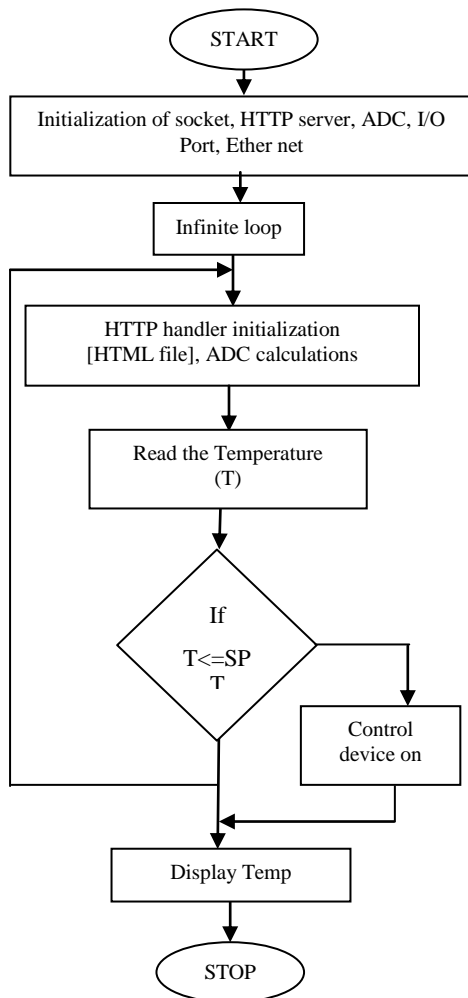 START
Initialization of socket, HTTP server, ADC, I/O
Port, Ether net
Infinite loop
HTTP handler initialization
[HTML file], ADC calculations
Read the Temperature
(T)
If
T<=SP
T
Control
device on
Display Temp
STOP